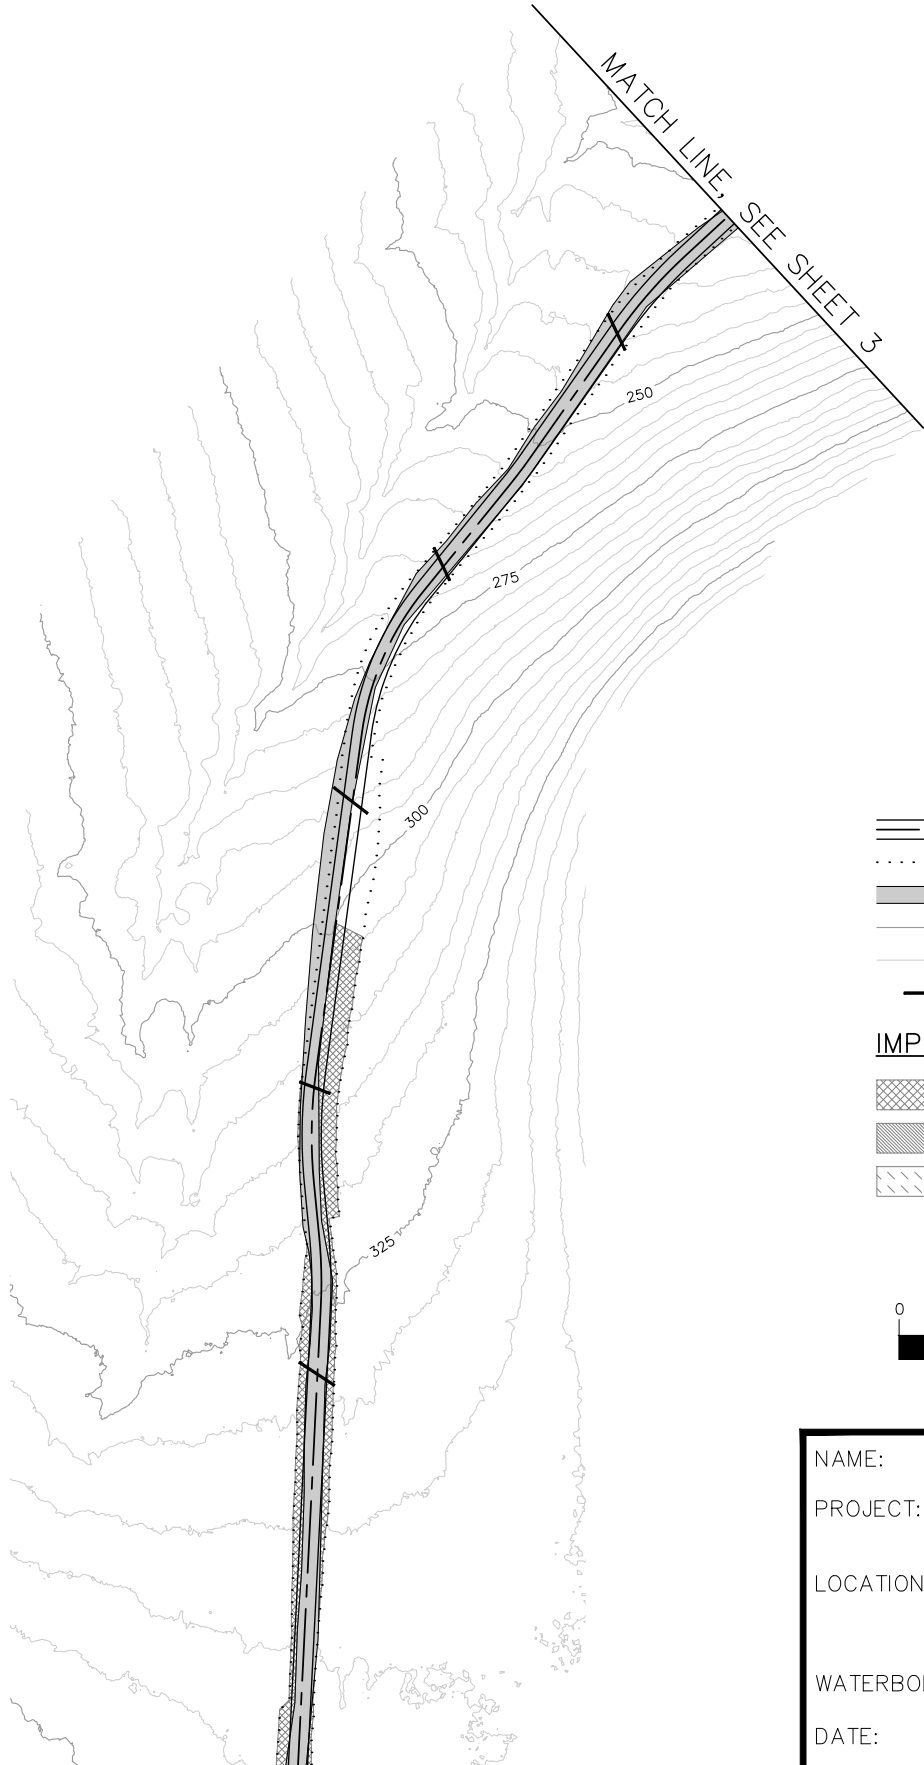 MATCH LINE, SEE SHEET 3
250
275
300
325
IMP
0
NAME:
PROJECT:
LOCATION
WATERBO
DATE: